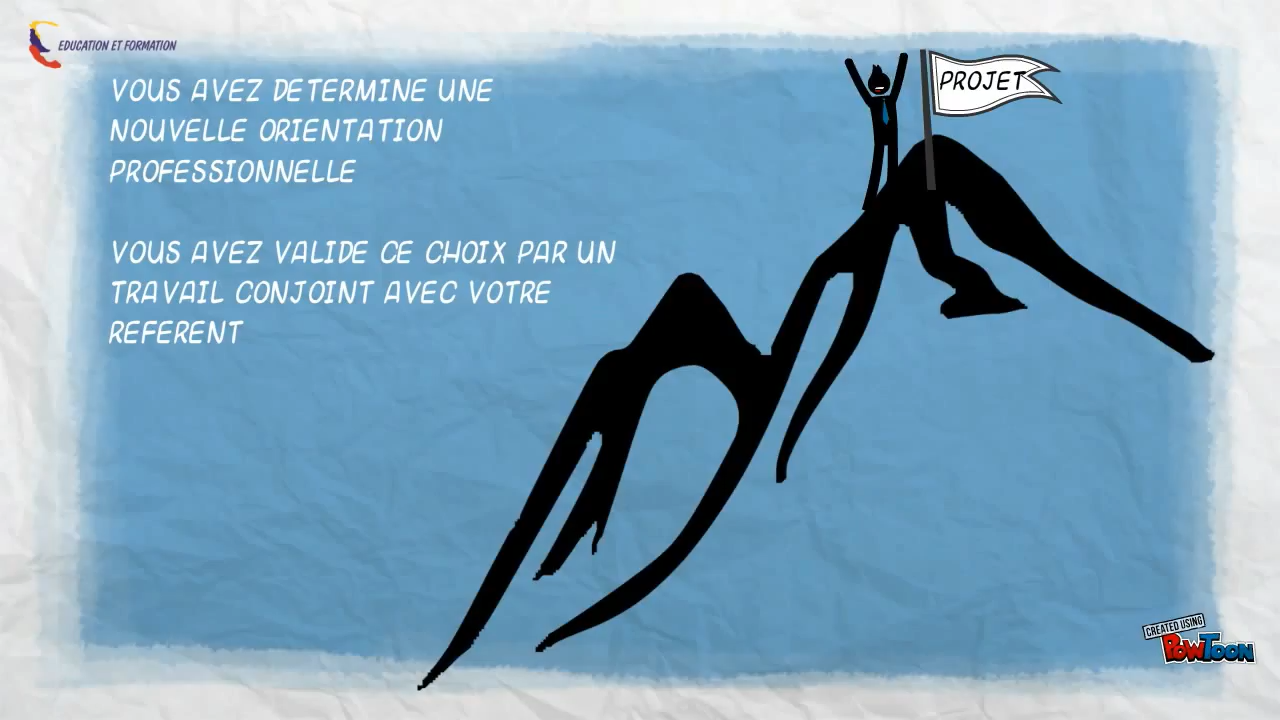 EDUCATION ET FORMATION
VOUS AVEZ DETERMINE UNE
NOUVELLE ORIENTATION
PROFESSIONNELLE
VOUS AVEZ VALIDE CE CHOIX PAR UN
TRAVAIL CONJOINT AVEC VOTRE
REFERENT
PROJET
CREATED USING
POWTOON